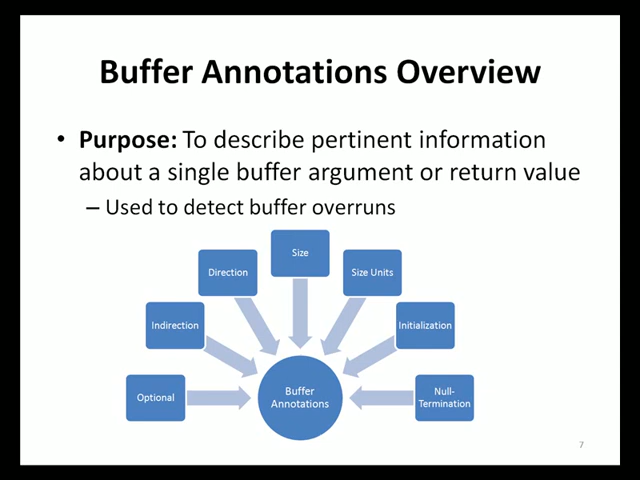 Buffer Annotations Overview
• Purpose: To describe pertinent information
about a single buffer argument or return value
– Used to detect buffer overruns
Size
Direction
Size Units
Indirection
Initialization
Optional
Buffer
Annotations
Null-
Termination
7